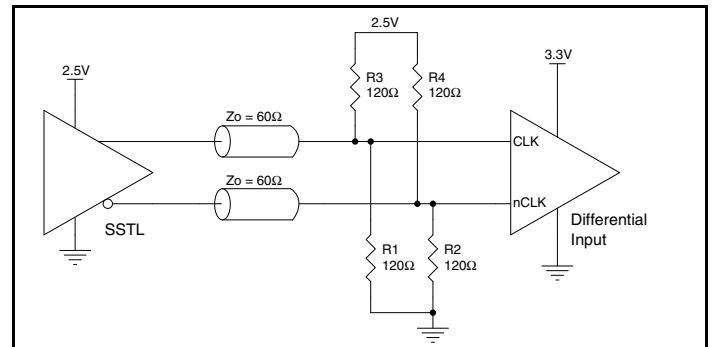 2.5V
3.3V
2.5V
R3
120Ω
R4
120Ω
Zo = 60Ω
CLK
Zo = 60Ω
nCLK
SSTL
Differential
Input
R1
120Ω
R2
120Ω